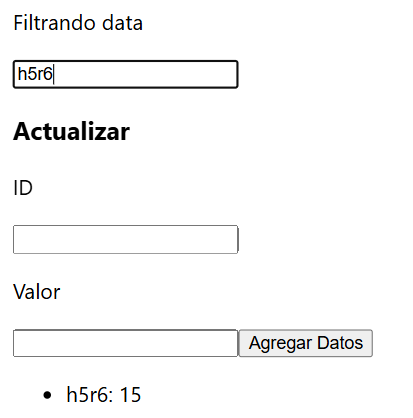 Filtrando data
h5r6
Actualizar
ID
Valor
Agregar Datos
• h5r6: 15